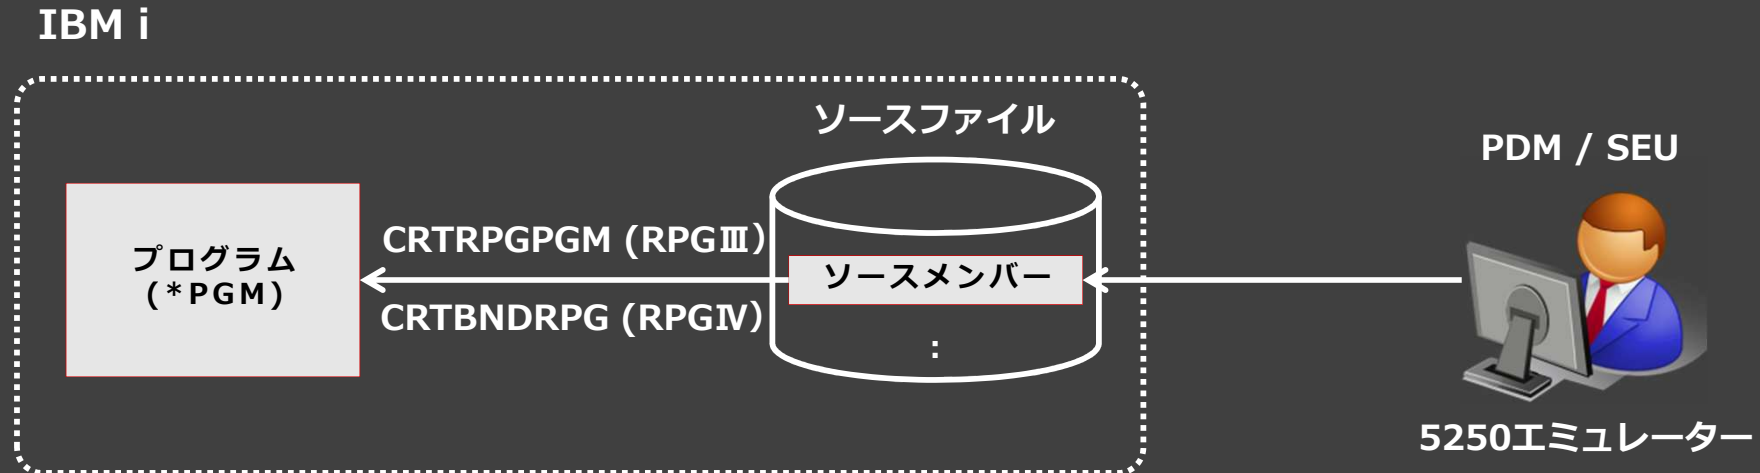 IBM i
ソースファイル
PDM / SEU
CRTRPGPGM (RPGⅢ)
プログラム
(*PGM)
ソースメンバー
CRTBNDRPG (RPGⅣ)
:
5250エミュレーター